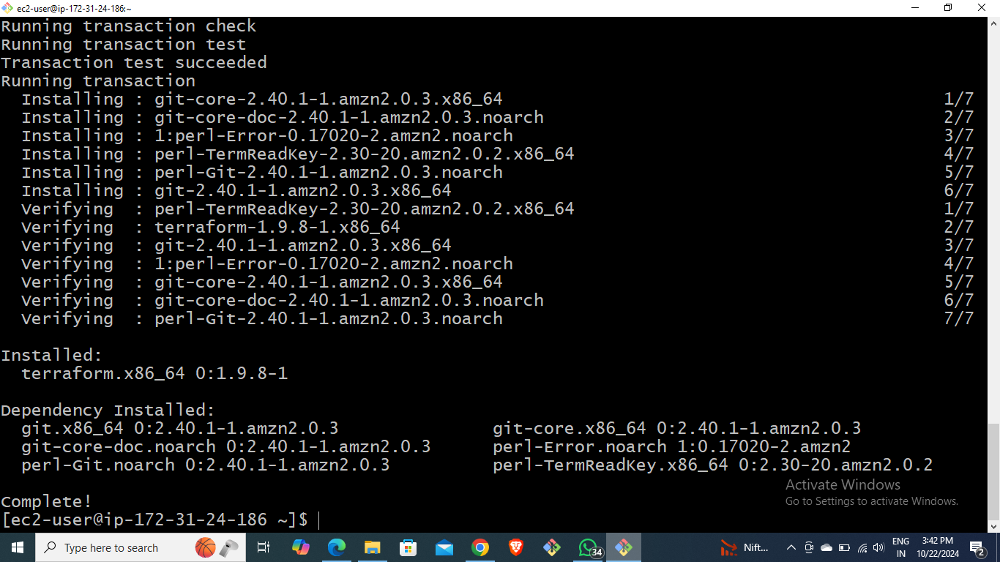 ec2-user@ip-172-31-24-186:~
Running transaction check
Running transaction test
Transaction test succeeded
Running transaction
  Installing : git-core-2.40.1-1.amzn2.0.3.x86_64 1/7
  Installing : git-core-doc-2.40.1-1.amzn2.0.3.noarch 2/7
  Installing : 1:perl-Error-0.17020-2.amzn2.noarch 3/7
  Installing : perl-TermReadKey-2.30-20.amzn2.0.2.x86_64 4/7
  Installing : perl-Git-2.40.1-1.amzn2.0.3.noarch 5/7
  Installing : git-2.40.1-1.amzn2.0.3.x86_64 6/7
  Verifying  : perl-TermReadKey-2.30-20.amzn2.0.2.x86_64 1/7
  Verifying  : terraform-1.9.8-1.x86_64 2/7
  Verifying  : git-2.40.1-1.amzn2.0.3.x86_64 3/7
  Verifying  : 1:perl-Error-0.17020-2.amzn2.noarch 4/7
  Verifying  : git-core-2.40.1-1.amzn2.0.3.x86_64 5/7
  Verifying  : git-core-doc-2.40.1-1.amzn2.0.3.noarch 6/7
  Verifying  : perl-Git-2.40.1-1.amzn2.0.3.noarch 7/7
Installed:
  terraform.x86_64 0:1.9.8-1
Dependency Installed:
  git.x86_64 0:2.40.1-1.amzn2.0.3 git-core.x86_64 0:2.40.1-1.amzn2.0.3
  git-core-doc.noarch 0:2.40.1-1.amzn2.0.3 perl-Error.noarch 1:0.17020-2.amzn2
  perl-Git.noarch 0:2.40.1-1.amzn2.0.3 perl-TermReadKey.x86_64 0:2.30-20.amzn2.0.2
Activate Windows
Go to Settings to activate Windows.
Complete!
[ec2-user@ip-172-31-24-186 ~]$
Type here to search
34
Nift...
ENG
IN
3:42 PM
10/22/2024
2